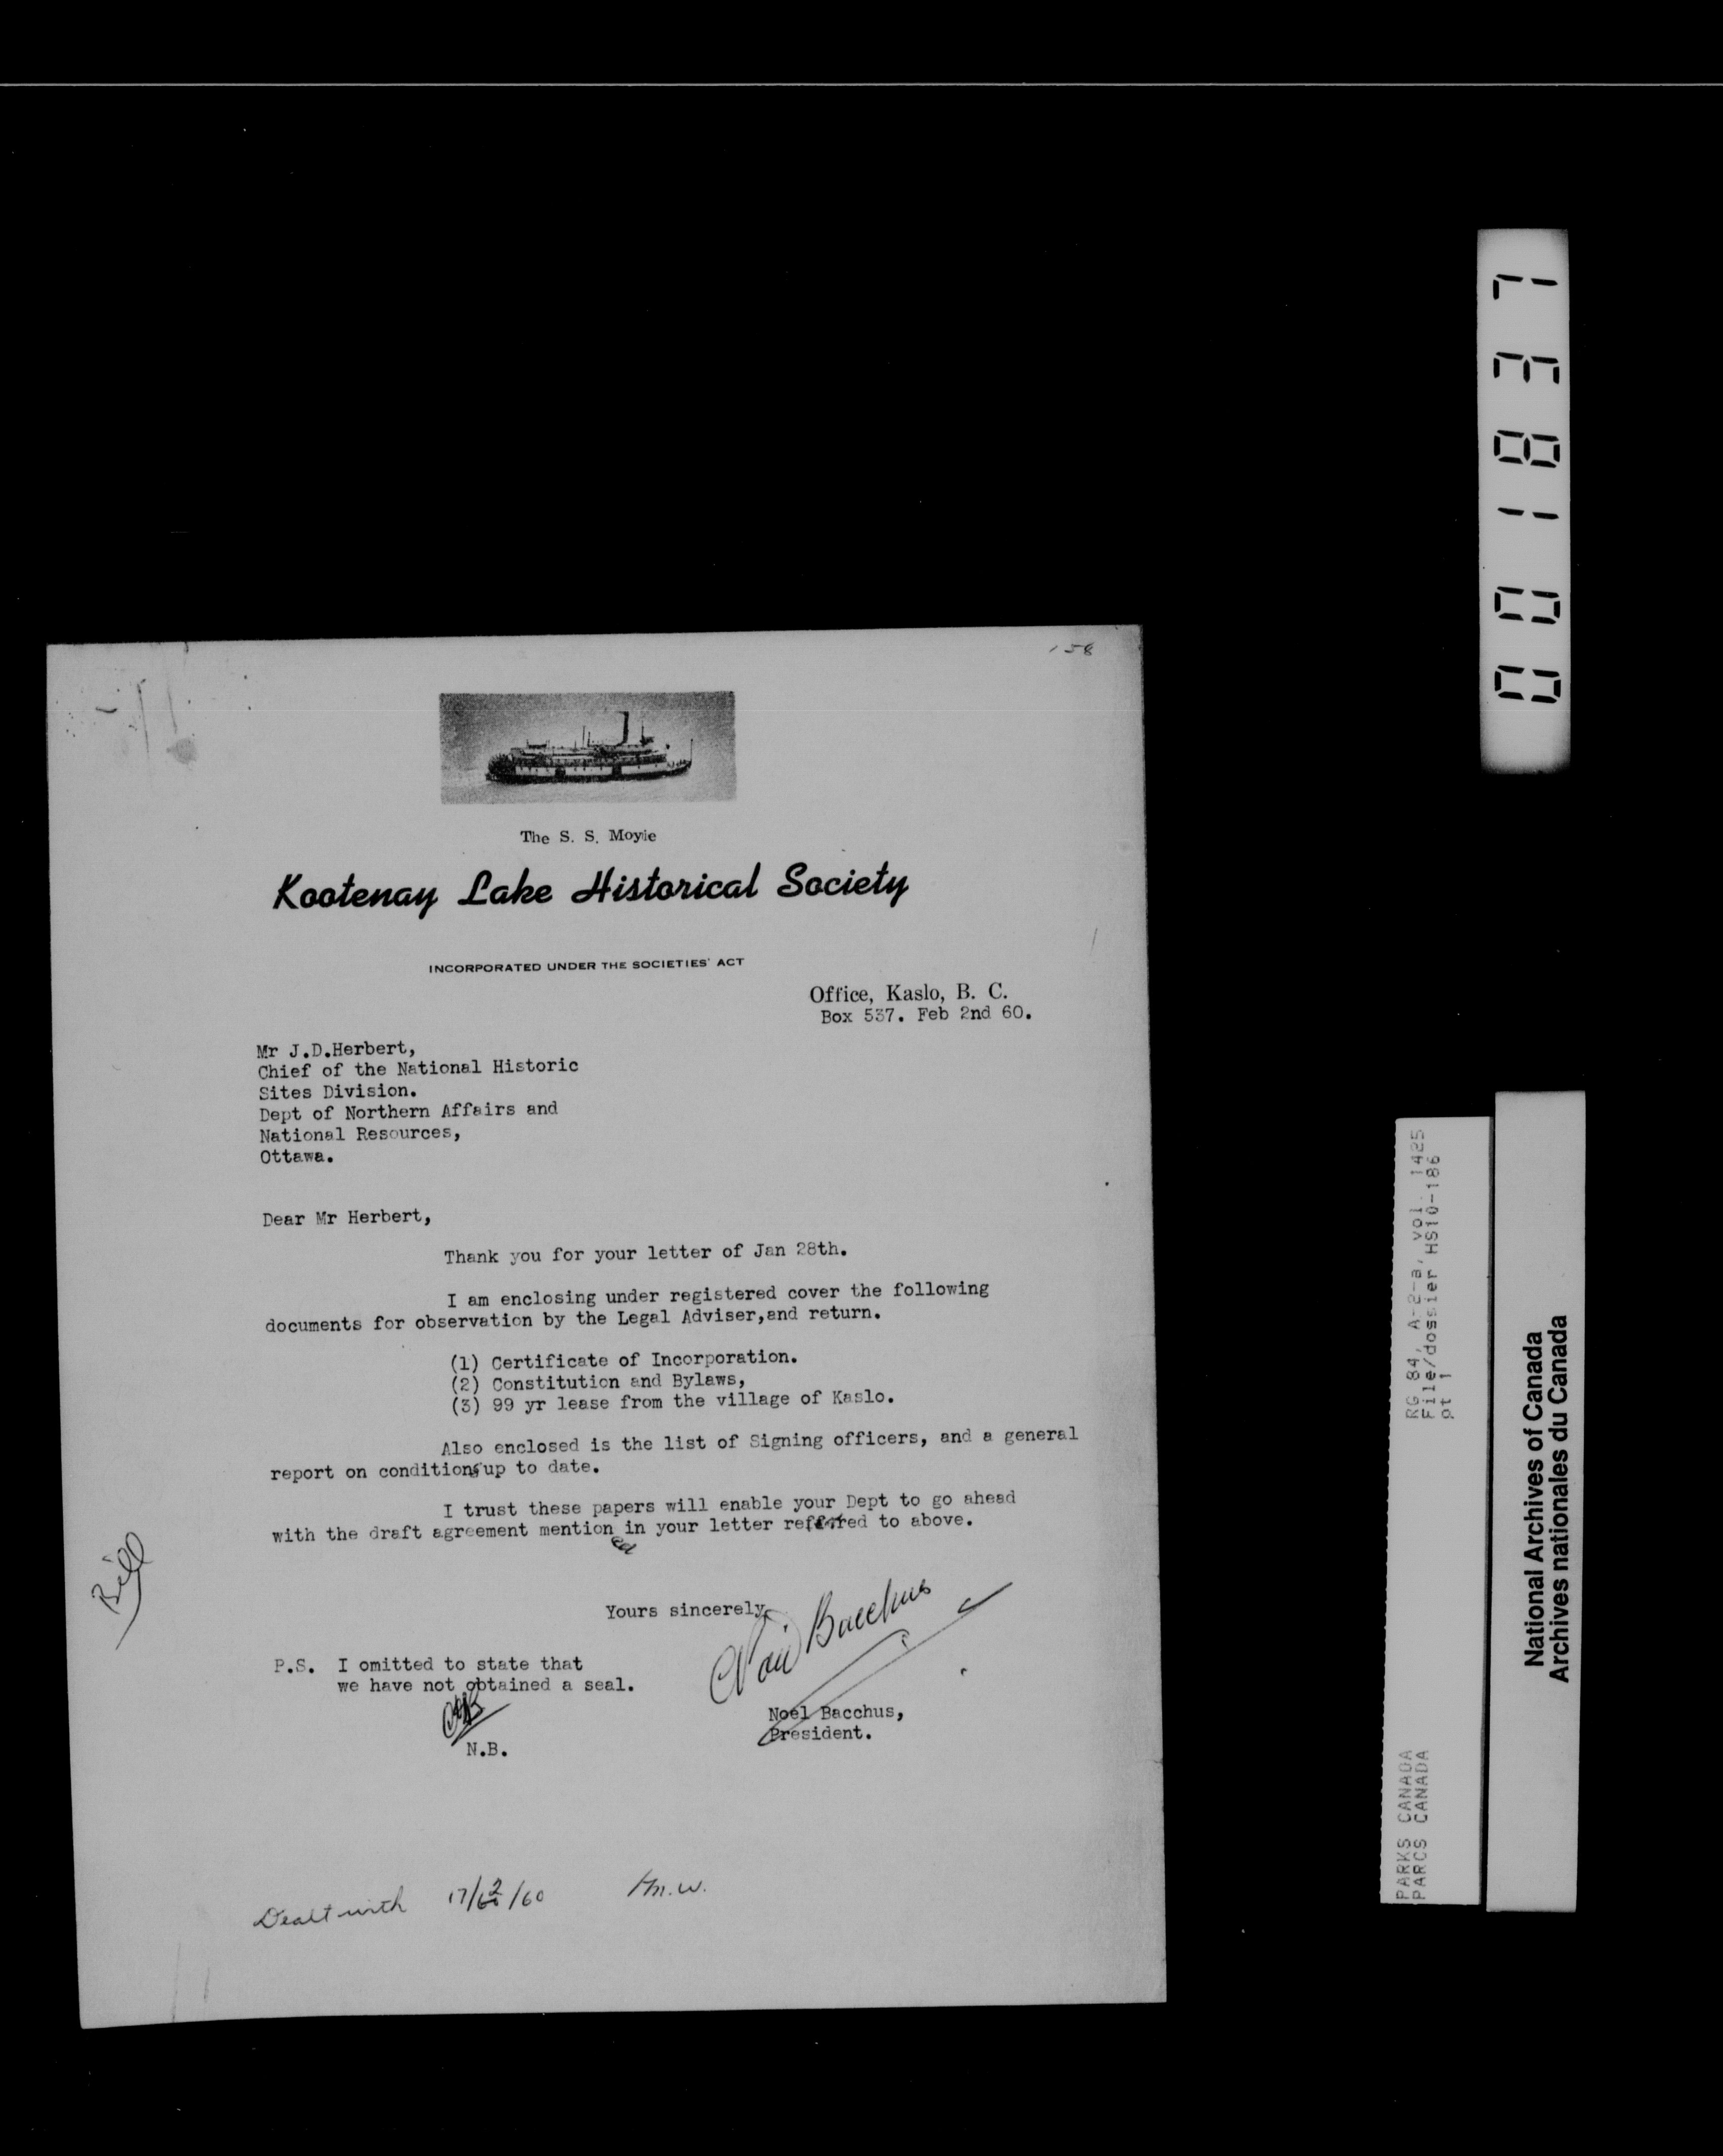 158
The S. S. Moyie
Kootenay Lake Historical Society
INCORPORATED UNDER THE SOCIETIES' ACT
Office, Kaslo, B. C.
Box 537. Feb 2nd 60.
Mr J.D.Herbert,
Chief of the National Historic
Sites Division.
Dept of Northern Affairs and
National Resources,
Ottawa.
Dear Mr Herbert,
Thank you for your letter of Jan 28th.
I am enclosing under registered cover the following
documents for observation by the Legal Adviser,and return.
(1) Certificate of Incorporation.
(2) Constitution and Bylaws,
(3) 99 yr lease from the village of Kaslo.
Also enclosed is the list of Signing officers, and a general
report on conditions up to date.
I trust these papers will enable your Dept to go ahead
with the draft agreement mentioned in your letter referred to above.
Bill
Yours sincerely,
Noel Bacchus
P.S. I omitted to state that
we have not obtained a seal.
NB
N.B.
Noel Bacchus,
President.
Dealt with 17/2/60 M.W.
001837
RG 84, A-2-a, vol. 1425
File/dossier HS10-186
pt 1
PARKS CANADA
PARCS CANADA
National Archives of Canada
Archives nationales du Canada